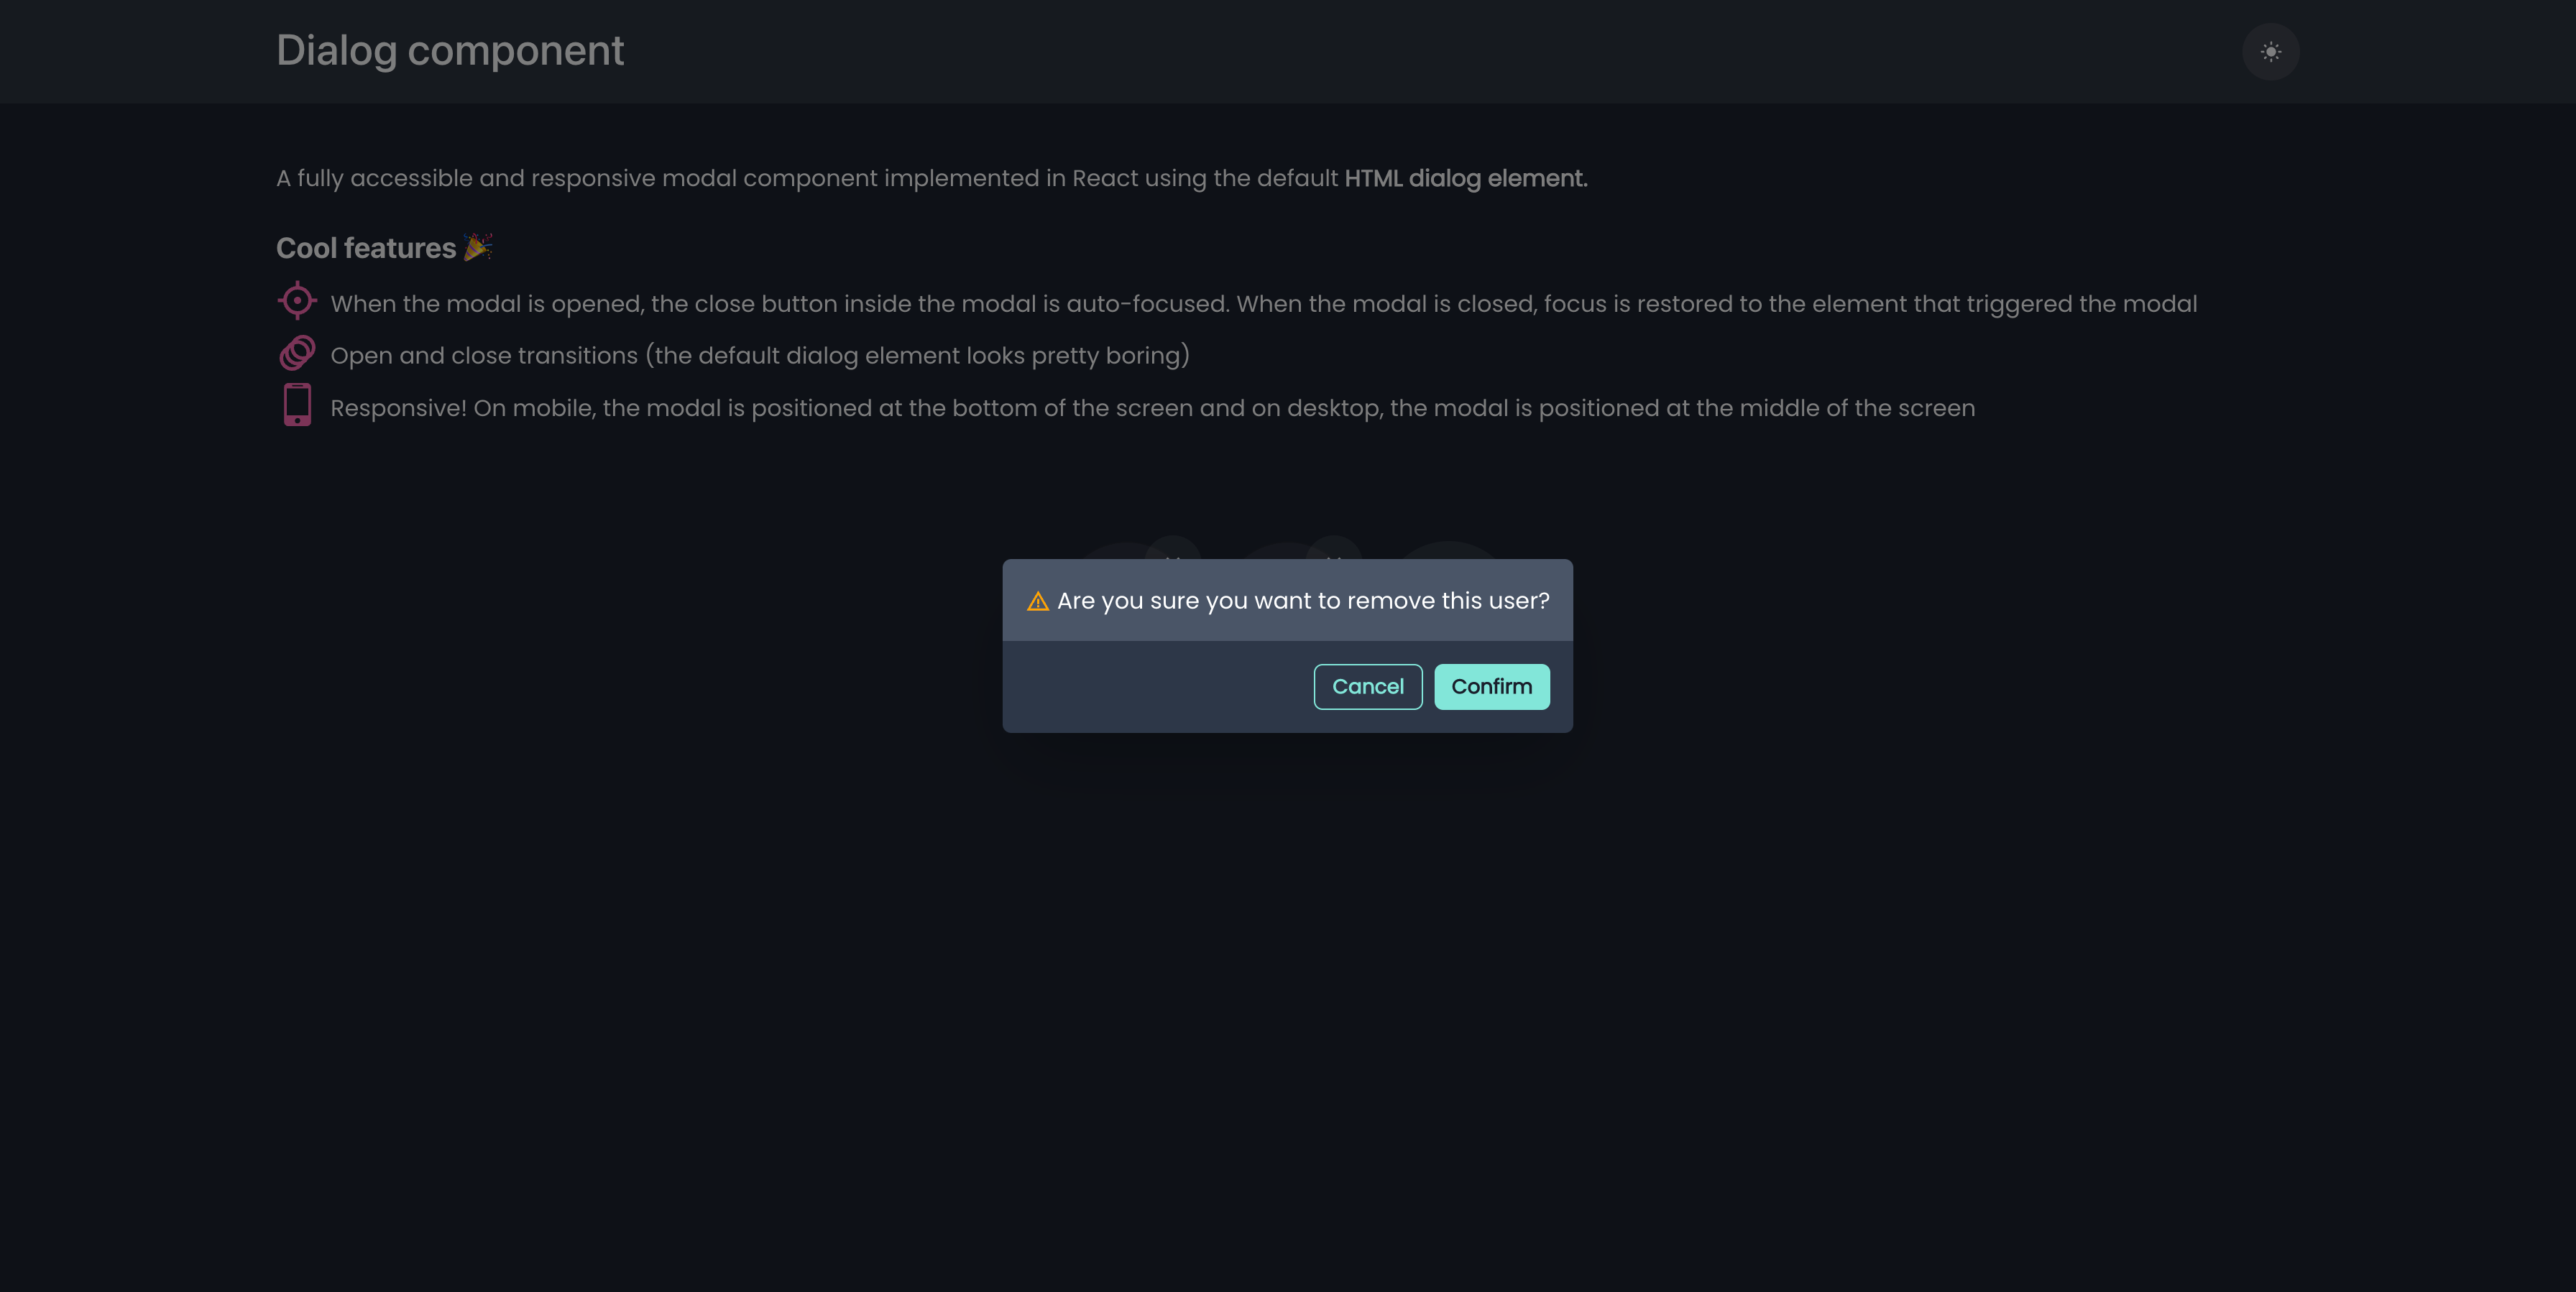 Dialog component
A fully accessible and responsive modal component implemented in React using the default HTML dialog element.
Cool features 🎉
When the modal is opened, the close button inside the modal is auto-focused. When the modal is closed, focus is restored to the element that triggered the modal
Open and close transitions (the default dialog element looks pretty boring)
Responsive! On mobile, the modal is positioned at the bottom of the screen and on desktop, the modal is positioned at the middle of the screen
Are you sure you want to remove this user?
Cancel Confirm